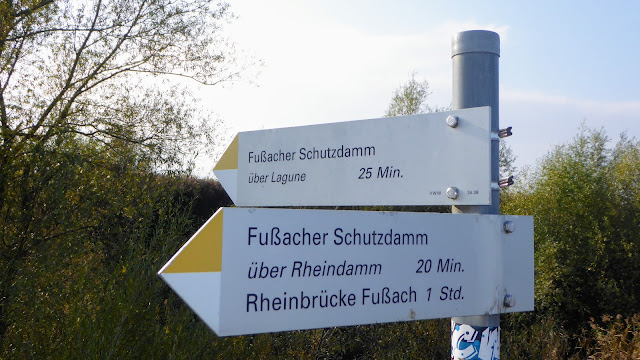 Fußacher Schutzdamm
über Lagune 25 Min.
Fußacher Schutzdamm
über Rheindamm 20 Min.
Rheinbrücke Fußach 1 Std.